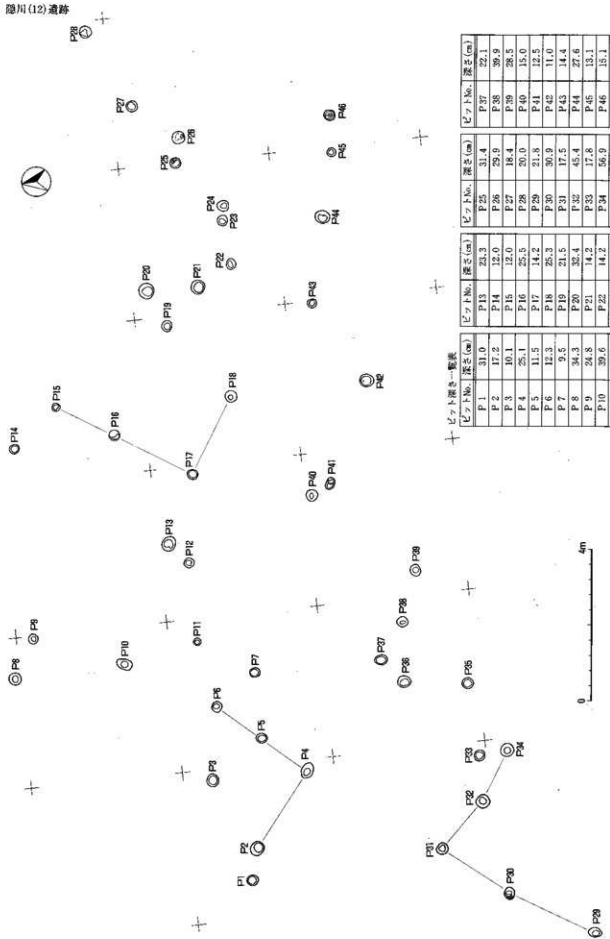 隠川(12)遺跡
P8
P9
P14
P15
P28
P10
P16
P20
P27
P3
P6
P11
P12
P13
P17
P19
P21
P25
P26
P1
P2
P5
P7
P18
P22
P23
P24
P4
P40
P41
P43
P44
P45
P46
P42
P31
P36
P37
P38
P39
P30
P32
P33
P35
P29
P34
0 4m
ピット深さ一覧表
ピットNo. 深さ(cm) ピットNo. 深さ(cm) ピットNo. 深さ(cm) ピットNo. 深さ(cm)
P 1 31.0 P13 23.3 P25 31.4 P37 22.1
P 2 17.2 P14 12.0 P26 29.9 P38 39.9
P 3 10.1 P15 12.0 P27 18.4 P39 28.5
P 4 25.1 P16 25.5 P28 20.0 P40 15.0
P 5 11.5 P17 14.2 P29 21.8 P41 12.5
P 6 12.3 P18 25.3 P30 30.9 P42 11.0
P 7 9.5 P19 21.5 P31 17.5 P43 14.4
P 8 34.3 P20 32.4 P32 45.4 P44 27.6
P 9 24.8 P21 14.2 P33 17.8 P45 13.1
P10 39.6 P22 14.2 P34 56.9 P46 15.1